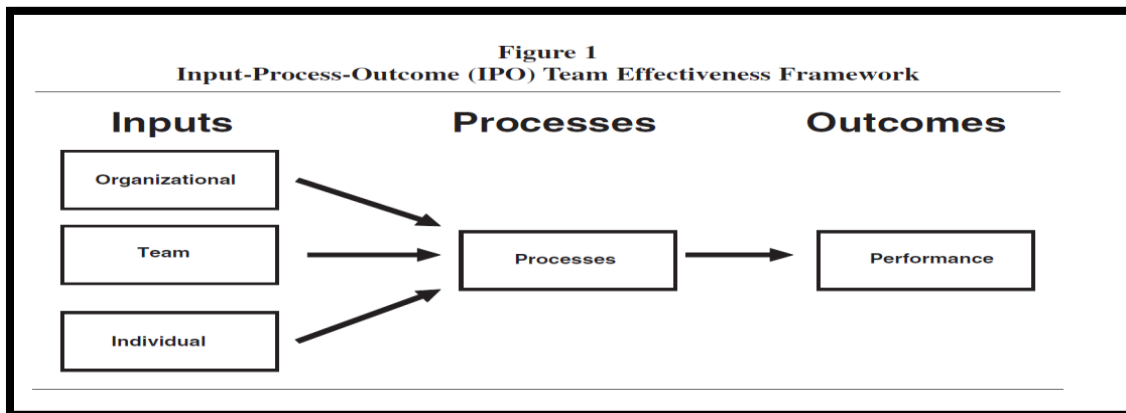 Figure 1
Input-Process-Outcome (IPO) Team Effectiveness Framework
Inputs
Processes
Outcomes
Organizational
Team
Individual
Processes
Performance